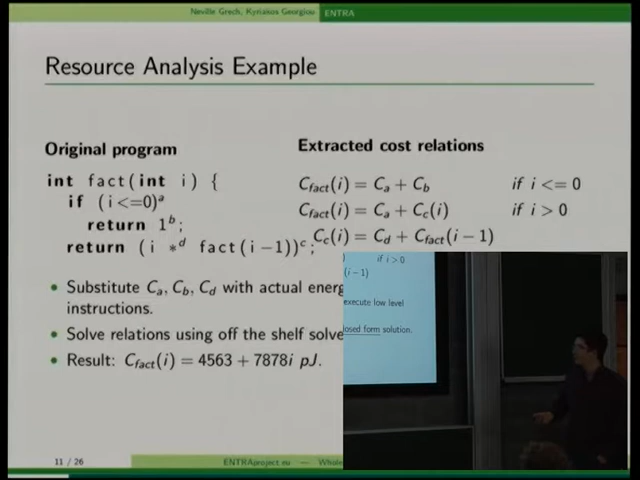 Neville Grech, Kyriakos Georgiou ENTRA
Resource Analysis Example
Original program
int fact(int i) {
if (i<=0)ᵃ
return 1ᵇ;
return (i *ᵈ fact(i−1))ᶜ;
Extracted cost relations
C_fact(i) = C_a + C_b if i <= 0
C_fact(i) = C_a + C_c(i) if i > 0
C_c(i) = C_d + C_fact(i − 1)
• Substitute C_a, C_b, C_d with actual energ
instructions.
• Solve relations using off the shelf solve
• Result: C_fact(i) = 4563 + 7878i pJ.
if i > 0
(i − 1)
execute low level
losed form solution.
11 / 26 ENTRAproject.eu — Whole